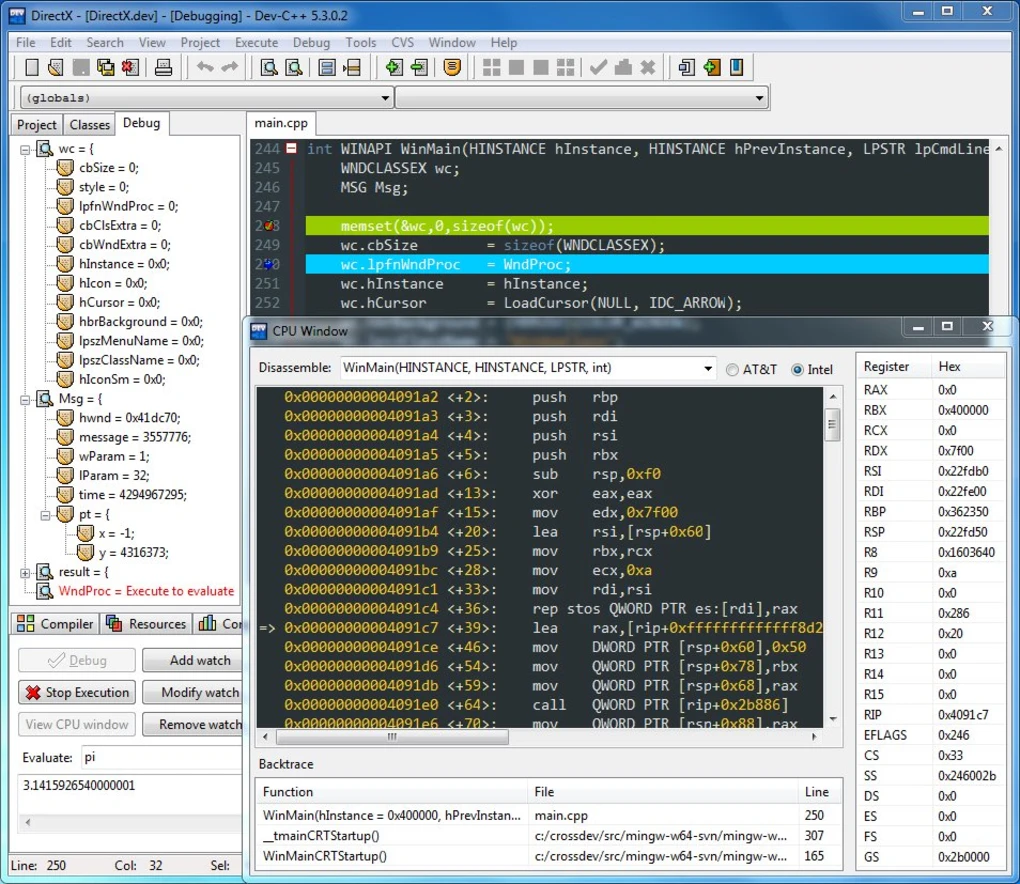 DirectX - [DirectX.dev] - [Debugging] - Dev-C++ 5.3.0.2
File Edit Search View Project Execute Debug Tools CVS Window Help
(globals)
Project Classes Debug
main.cpp
wc = {
cbSize = 0;
style = 0;
lpfnWndProc = 0;
cbClsExtra = 0;
cbWndExtra = 0;
hInstance = 0x0;
hIcon = 0x0;
hCursor = 0x0;
hbrBackground = 0x0;
lpszMenuName = 0x0;
lpszClassName = 0x0;
hIconSm = 0x0;
Msg = {
hwnd = 0x41dc70;
message = 3557776;
wParam = 1;
lParam = 32;
time = 4294967295;
pt = {
x = -1;
y = 4316373;
result = {
WndProc = Execute to evaluate
244 int WINAPI WinMain(HINSTANCE hInstance, HINSTANCE hPrevInstance, LPSTR lpCmdLine
245 WNDCLASSEX wc;
246 MSG Msg;
247
memset(&wc,0,sizeof(wc));
249 wc.cbSize = sizeof(WNDCLASSEX);
wc.lpfnWndProc = WndProc;
251 wc.hInstance = hInstance;
252 wc.hCursor = LoadCursor(NULL, IDC_ARROW);
Compiler Resources
Debug Add watch
Stop Execution Modify watch
View CPU window Remove watch
Evaluate: pi
3.1415926540000001
Line: 250 Col: 32 Sel:
CPU Window
Disassemble: WinMain(HINSTANCE, HINSTANCE, LPSTR, int) AT&T Intel
0x00000000004091a2 <+2>: push rbp
0x00000000004091a3 <+3>: push rdi
0x00000000004091a4 <+4>: push rsi
0x00000000004091a5 <+5>: push rbx
0x00000000004091a6 <+6>: sub rsp,0xf0
0x00000000004091ad <+13>: xor eax,eax
0x00000000004091af <+15>: mov edx,0x7f00
0x00000000004091b4 <+20>: lea rsi,[rsp+0x60]
0x00000000004091b9 <+25>: mov rbx,rcx
0x00000000004091bc <+28>: mov ecx,0xa
0x00000000004091c1 <+33>: mov rdi,rsi
0x00000000004091c4 <+36>: rep stos QWORD PTR es:[rdi],rax
=> 0x00000000004091c7 <+39>: lea rax,[rip+0xfffffffffffff8d2
0x00000000004091ce <+46>: mov DWORD PTR [rsp+0x60],0x50
0x00000000004091d6 <+54>: mov QWORD PTR [rsp+0x78],rbx
0x00000000004091db <+59>: mov QWORD PTR [rsp+0x68],rax
0x00000000004091e0 <+64>: call QWORD PTR [rip+0x2b886]
0x00000000004091e6 <+70>: mov QWORD PTR [rsp+0x88],rax
Backtrace
Function File Line
WinMain(hInstance = 0x400000, hPrevInstan... main.cpp 250
__tmainCRTStartup() c:/crossdev/src/mingw-w64-svn/mingw-w... 307
WinMainCRTStartup() c:/crossdev/src/mingw-w64-svn/mingw-w... 165
Register Hex
RAX 0x0
RBX 0x400000
RCX 0x0
RDX 0x7f00
RSI 0x22fdb0
RDI 0x22fe00
RBP 0x362350
RSP 0x22fd50
R8 0x1603640
R9 0xa
R10 0x0
R11 0x286
R12 0x20
R13 0x0
R14 0x0
R15 0x0
RIP 0x4091c7
EFLAGS 0x246
CS 0x33
SS 0x246002b
DS 0x0
ES 0x0
FS 0x0
GS 0x2b0000